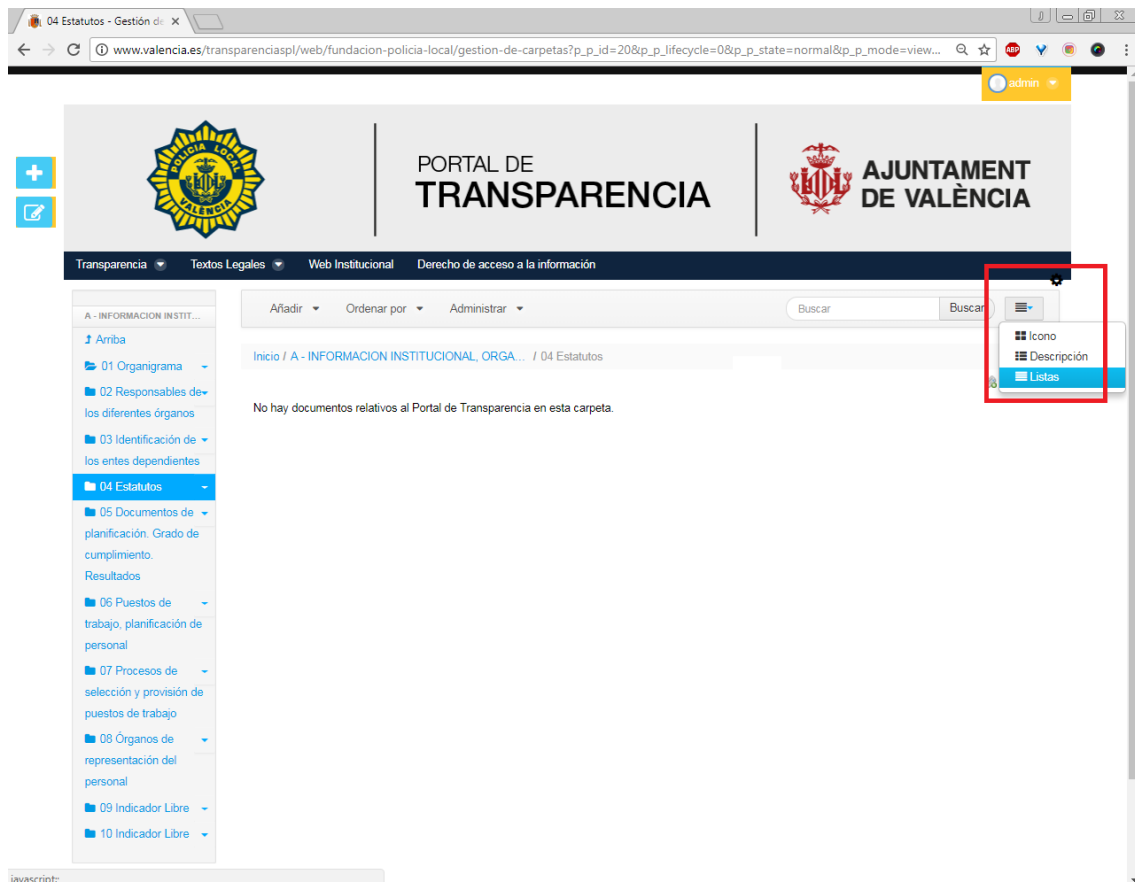 04 Estatutos - Gestión de
www.valencia.es/transparenciaspl/web/fundacion-policia-local/gestion-de-carpetas?p_p_id=20&p_p_lifecycle=0&p_p_state=normal&p_p_mode=view...
ABP
admin
POLICIA LOCAL
VALENCIA
PORTAL DE
TRANSPARENCIA
AJUNTAMENT
DE VALÈNCIA
Transparencia Textos Legales Web Institucional Derecho de acceso a la información
A - INFORMACION INSTIT...
Añadir Ordenar por Administrar Buscar Buscar
Arriba
Icono
Descripción
Listas
Inicio / A - INFORMACION INSTITUCIONAL, ORGA... / 04 Estatutos
No hay documentos relativos al Portal de Transparencia en esta carpeta.
01 Organigrama
02 Responsables de
los diferentes órganos
03 Identificación de
los entes dependientes
04 Estatutos
05 Documentos de
planificación. Grado de
cumplimiento.
Resultados
06 Puestos de
trabajo, planificación de
personal
07 Procesos de
selección y provisión de
puestos de trabajo
08 Órganos de
representación del
personal
09 Indicador Libre
10 Indicador Libre
javascript:;